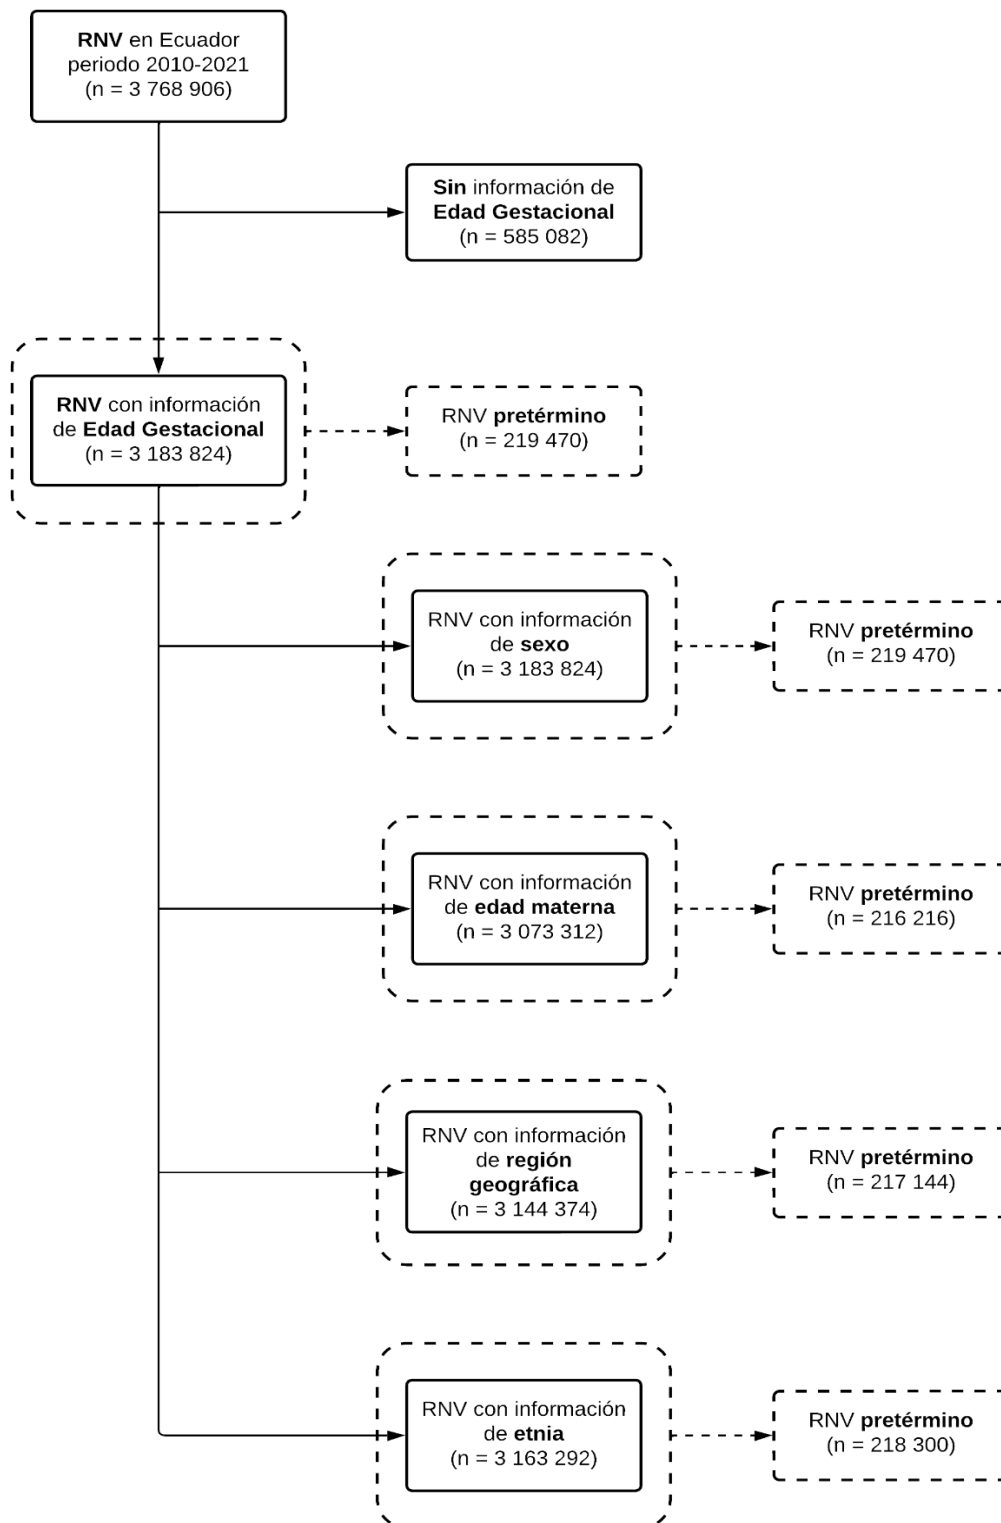 RNV en Ecuador
periodo 2010-2021
(n = 3 768 906)
Sin información de
Edad Gestacional
(n = 585 082)
RNV con información
de Edad Gestacional
(n = 3 183 824)
RNV pretérmino
(n = 219 470)
RNV con información
de sexo
(n = 3 183 824)
RNV pretérmino
(n = 219 470)
RNV con información
de edad materna
(n = 3 073 312)
RNV pretérmino
(n = 216 216)
RNV con información
de región
geográfica
(n = 3 144 374)
RNV pretérmino
(n = 217 144)
RNV con información
de etnia
(n = 3 163 292)
RNV pretérmino
(n = 218 300)